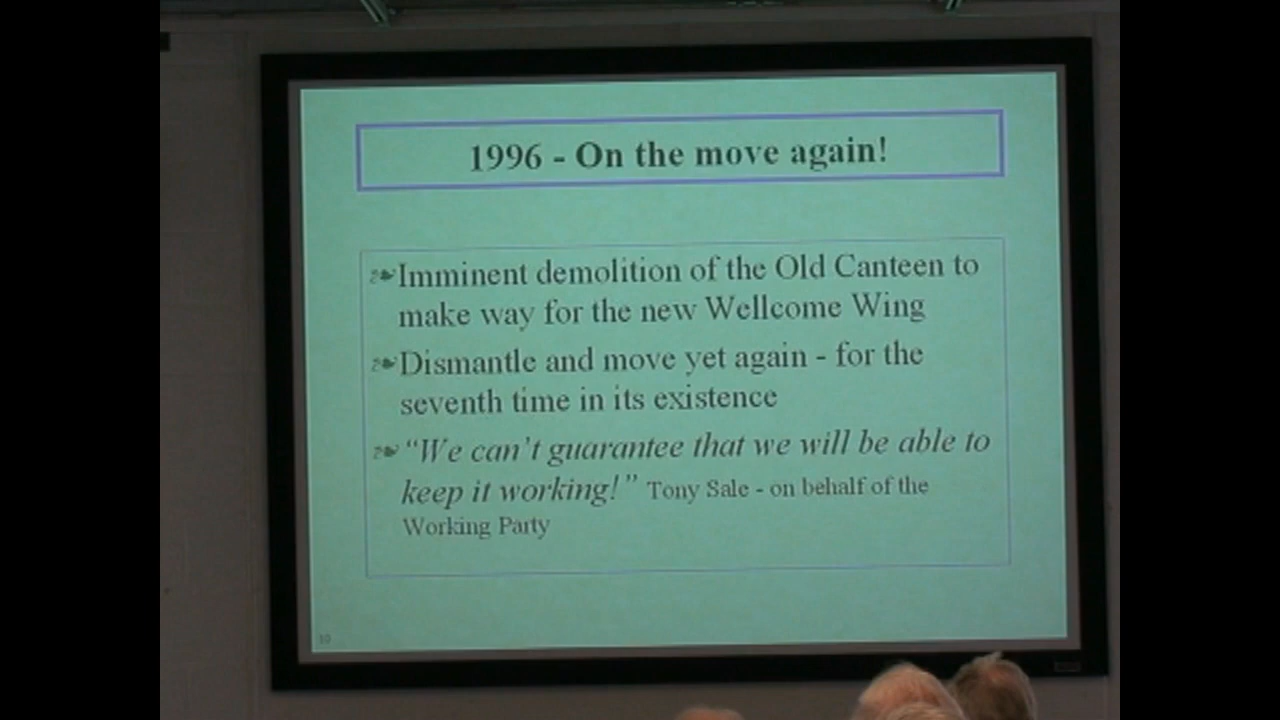 1996 - On the move again!
Imminent demolition of the Old Canteen to
make way for the new Wellcome Wing
Dismantle and move yet again - for the
seventh time in its existence
“We can't guarantee that we will be able to
keep it working!” Tony Sale - on behalf of the
Working Party